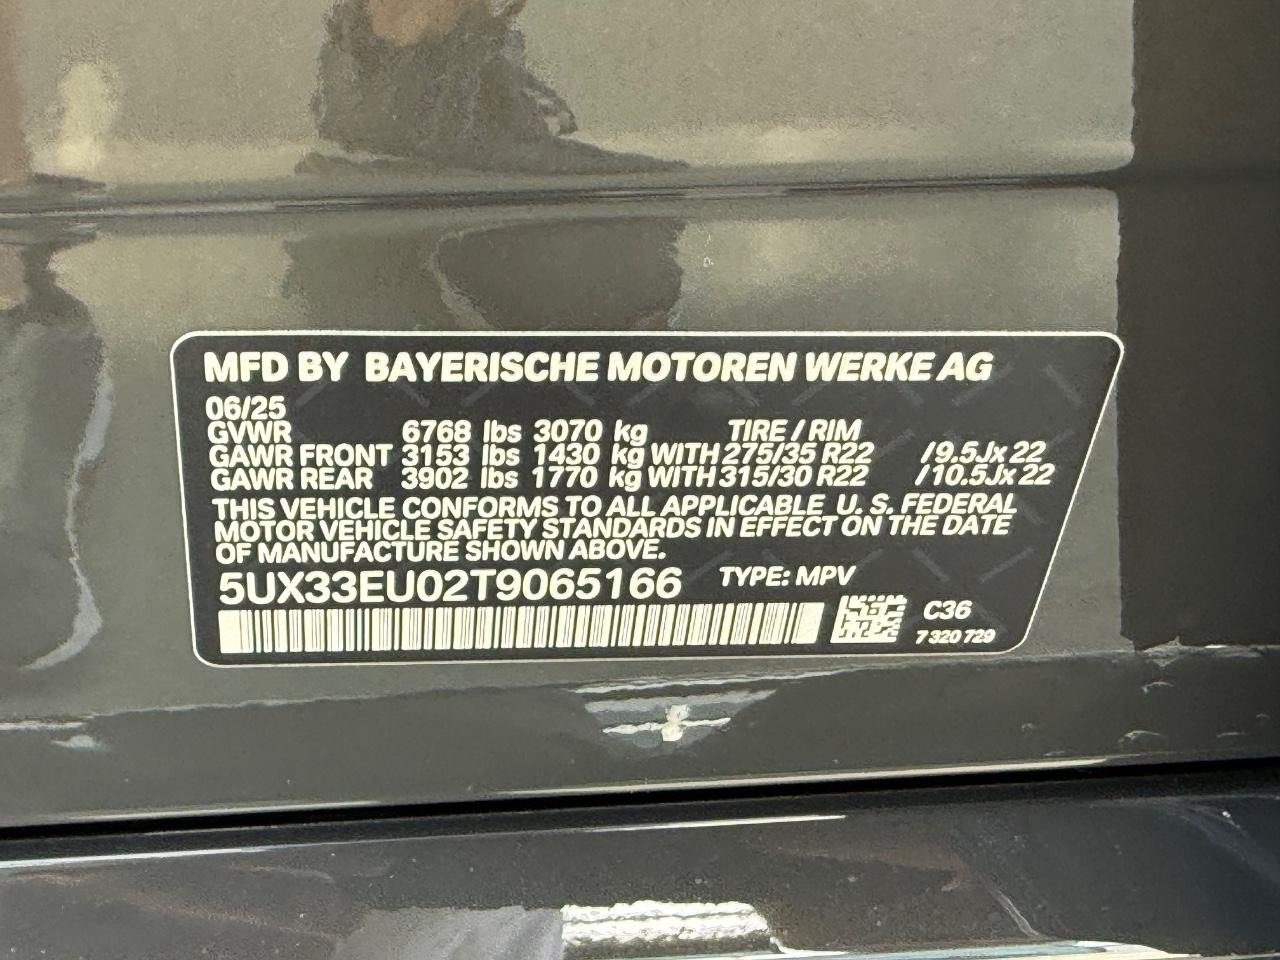 MFD BY BAYERISCHE MOTOREN WERKE AG
06/25
GVWR 6768 lbs 3070 kg TIRE / RIM
GAWR FRONT 3153 lbs 1430 kg WITH 275/35 R22 /9.5Jx 22
GAWR REAR 3902 lbs 1770 kg WITH 315/30 R22 /10.5Jx 22
THIS VEHICLE CONFORMS TO ALL APPLICABLE U. S. FEDERAL
MOTOR VEHICLE SAFETY STANDARDS IN EFFECT ON THE DATE
OF MANUFACTURE SHOWN ABOVE.
5UX33EU02T9065166 TYPE: MPV
C36
7 320 729